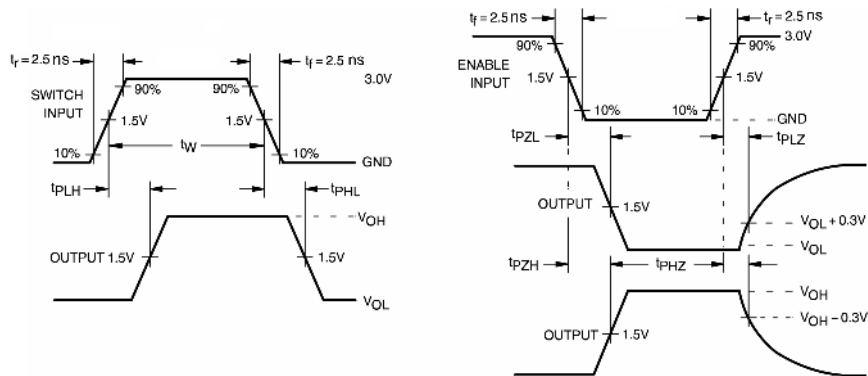 tr = 2.5 ns
tf = 2.5 ns
3.0V
SWITCH
INPUT
90%
90%
1.5V
1.5V
tW
10%
10%
GND
tPLH
tPHL
VOH
OUTPUT 1.5V
1.5V
VOL
tf = 2.5 ns
tr = 2.5 ns
3.0V
90%
90%
ENABLE
INPUT
1.5V
1.5V
10%
10%
GND
tPZL
tPLZ
OUTPUT
1.5V
VOL + 0.3V
VOL
tPZH
tPHZ
VOH
VOH – 0.3V
OUTPUT
1.5V